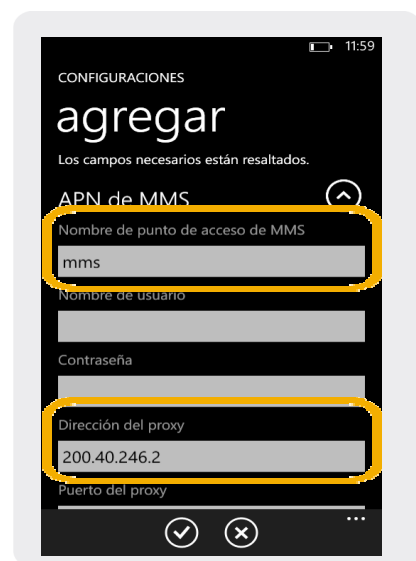 11:59
CONFIGURACIONES
agregar
Los campos necesarios están resaltados.
APN de MMS
Nombre de punto de acceso de MMS
mms
Nombre de usuario
Contraseña
Dirección del proxy
200.40.246.2
Puerto del proxy
...